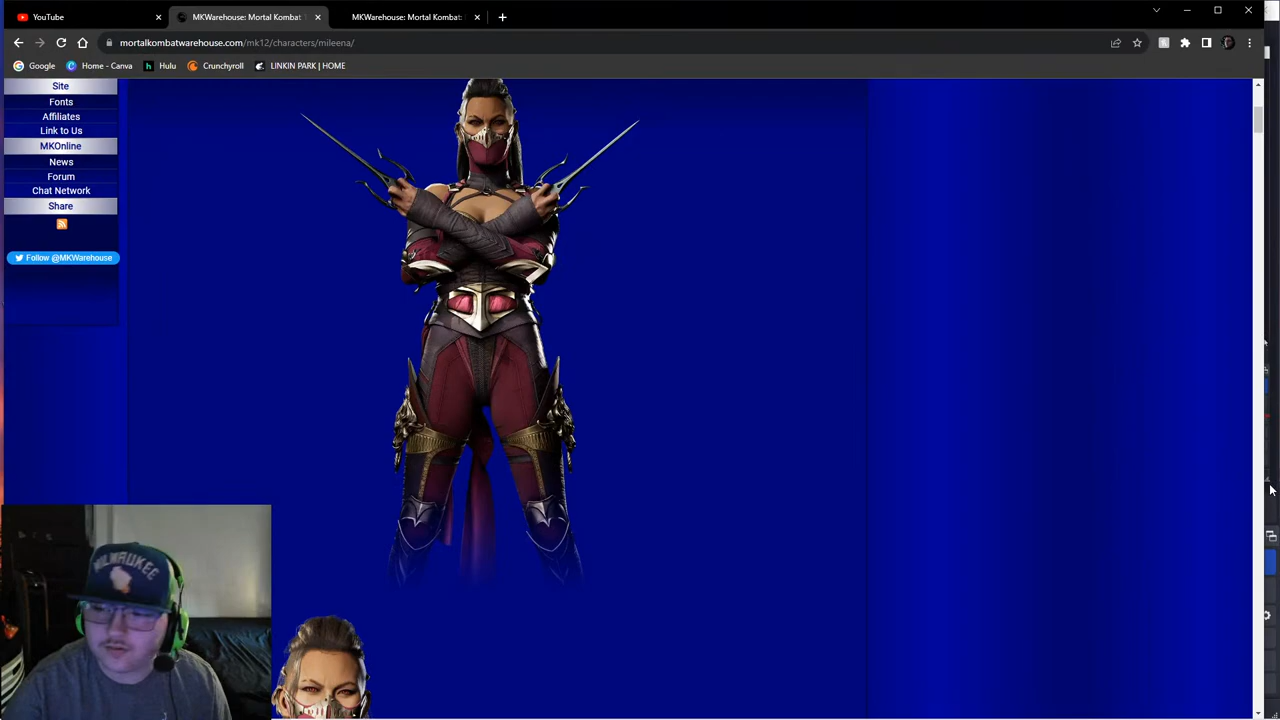 YouTube
MKWarehouse: Mortal Kombat
MKWarehouse: Mortal Kombat:
mortalkombatwarehouse.com/mk12/characters/mileena/
Google
Home - Canva
Hulu
Crunchyroll
LINKIN PARK | HOME
Site
Fonts
Affiliates
Link to Us
MKOnline
News
Forum
Chat Network
Share
Follow @MKWarehouse
MILWAUKEE